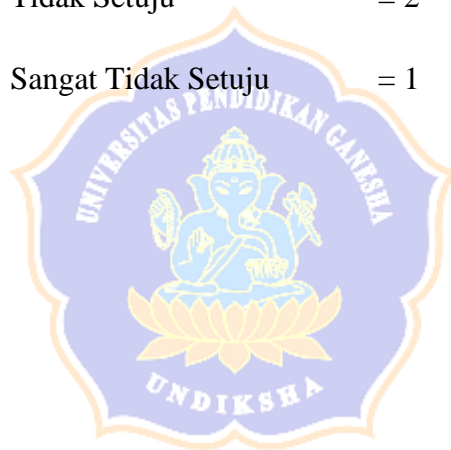 Tidak Setuju = 2
Sangat Tidak Setuju = 1
UNIVERSITAS PENDIDIKAN GANESHA
UNDIKSHA